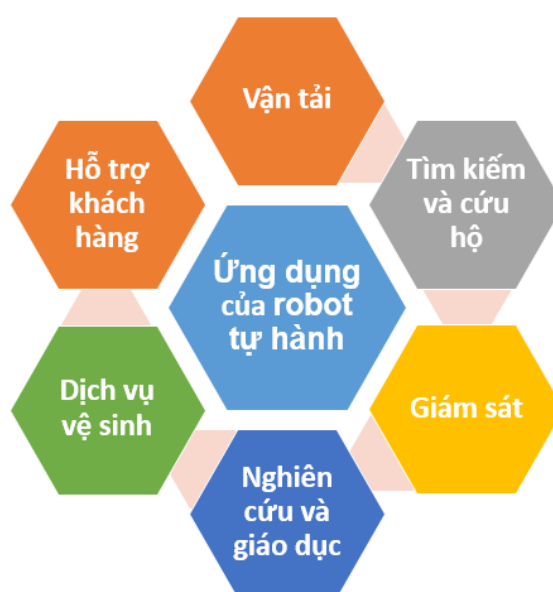 Vận tải
Hỗ trợ
khách
hàng
Tìm kiếm
và cứu
hộ
Ứng dụng
của robot
tự hành
Dịch vụ
vệ sinh
Giám sát
Nghiên
cứu và
giáo dục